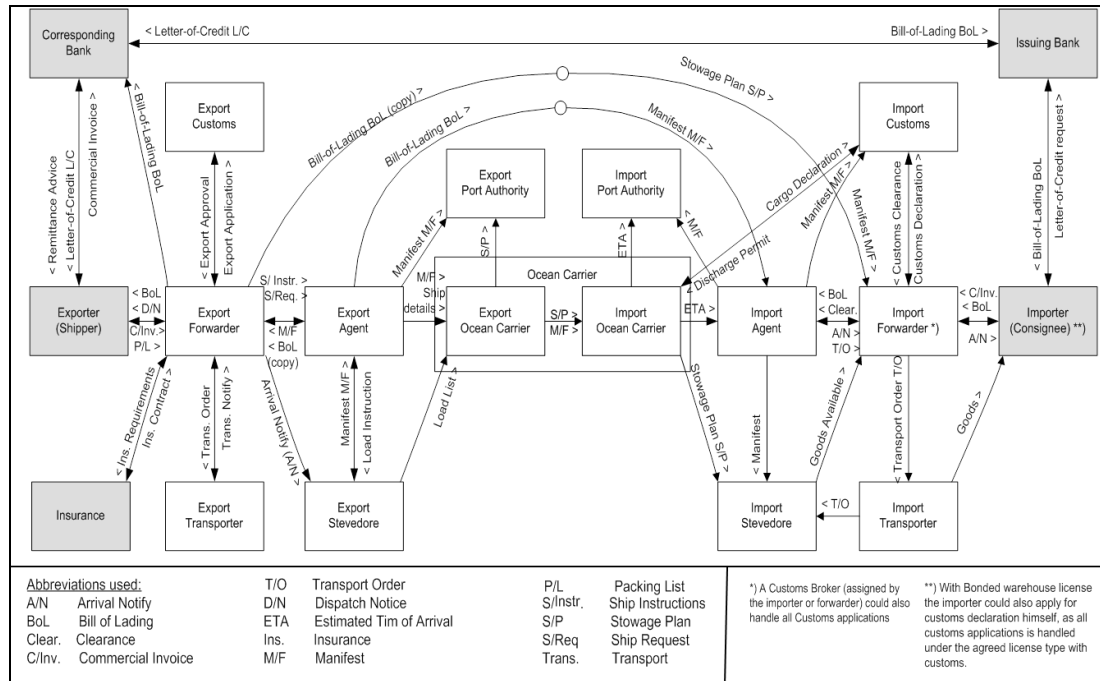 Corresponding
Bank
< Letter-of-Credit L/C
Bill-of-Lading BoL >
Issuing Bank
Export
Customs
Import
Customs
Stowage Plan S/P >
Bill-of-Lading BoL (copy) >
Bill-of-Lading BoL >
Manifest M/F >
< Bill-of-Lading BoL
< Remittance Advice
< Letter-of-Credit L/C
Commercial Invoice >
< Export Approval
Export Application >
Export
Port Authority
Import
Port Authority
Cargo Declaration >
< Discharge Permit
Manifest M/F >
Manifest M/F >
< Customs Clearance
Customs Declaration >
< Bill-of-Lading BoL
Letter-of-Credit request >
Manifest M/F >
S/P >
ETA >
< M/F
Ocean Carrier
Exporter
(Shipper)
< BoL
< D/N
C/Inv.>
P/L >
Export
Forwarder
S/ Instr. >
S/Req. >
< M/F
< BoL
(copy)
Export
Agent
M/F >
Ship
details >
Export
Ocean Carrier
S/P >
M/F >
Import
Ocean Carrier
ETA >
Import
Agent
< BoL
< Clear.
A/N >
T/O >
Import
Forwarder *)
< C/Inv.
< BoL
A/N >
Importer
(Consignee) **)
< Ins. Requirements
Ins. Contract >
< Trans. Order
Trans. Notify >
Arrival Notify (A/N >
Manifest M/F >
< Load Instruction
Load List >
Stowage Plan S/P >
< Manifest
Goods Available >
< Transport Order T/O
Goods >
Insurance
Export
Transporter
Export
Stevedore
Import
Stevedore
< T/O
Import
Transporter
Abbreviations used:
A/N Arrival Notify
BoL Bill of Lading
Clear. Clearance
C/Inv. Commercial Invoice
T/O Transport Order
D/N Dispatch Notice
ETA Estimated Tim of Arrival
Ins. Insurance
M/F Manifest
P/L Packing List
S/Instr. Ship Instructions
S/P Stowage Plan
S/Req Ship Request
Trans. Transport
*) A Customs Broker (assigned by
the importer or forwarder) could also
handle all Customs applications
**) With Bonded warehouse license
the importer could also apply for
customs declaration himself, as all
customs applications is handled
under the agreed license type with
customs.